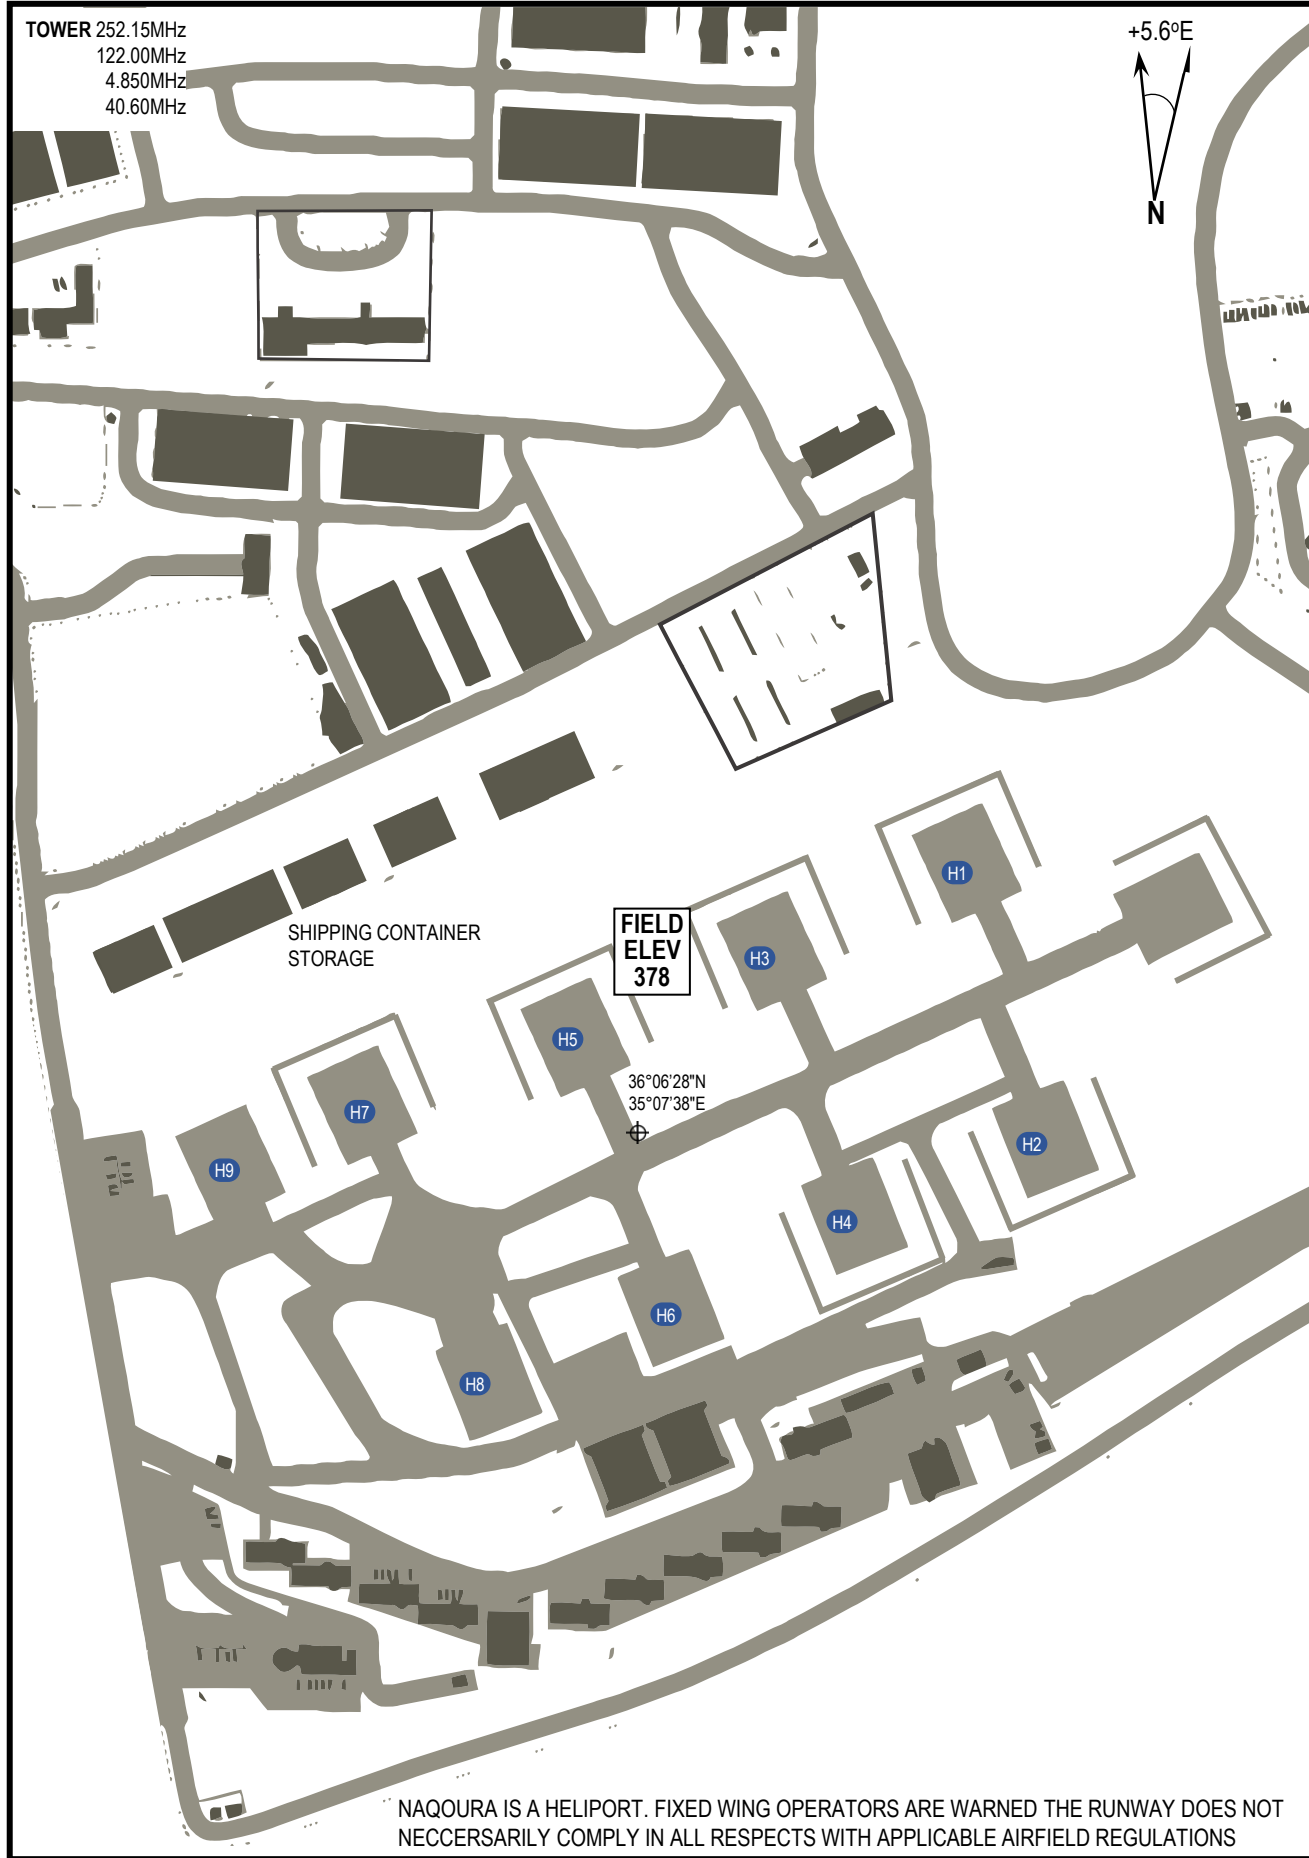 TOWER 252.15MHz
122.00MHz
4.850MHz
40.60MHz
+5.6ºE
N
H1
FIELD
ELEV
378
SHIPPING CONTAINER
STORAGE
H3
H5
36°06'28"N
35°07'38"E
H7
H2
H9
H4
H6
H8
NAQOURA IS A HELIPORT. FIXED WING OPERATORS ARE WARNED THE RUNWAY DOES NOT
NECCERSARILY COMPLY IN ALL RESPECTS WITH APPLICABLE AIRFIELD REGULATIONS